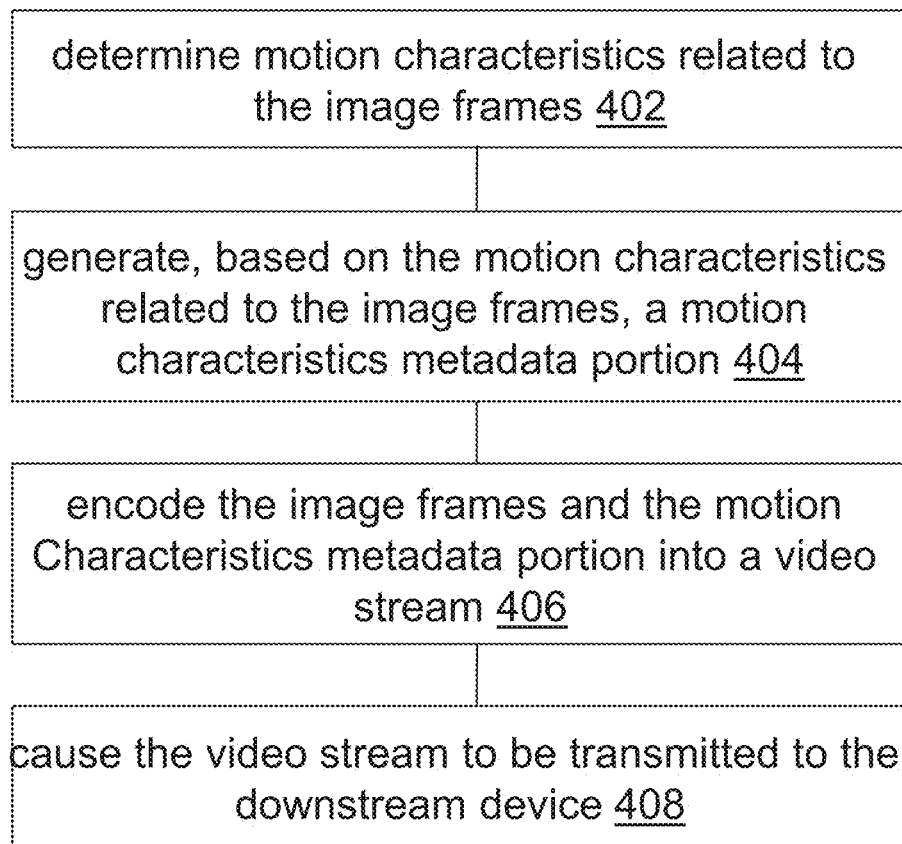 determine motion characteristics related to
the image frames 402
generate, based on the motion characteristics
related to the image frames, a motion
characteristics metadata portion 404
encode the image frames and the motion
Characteristics metadata portion into a video
stream 406
cause the video stream to be transmitted to the
downstream device 408